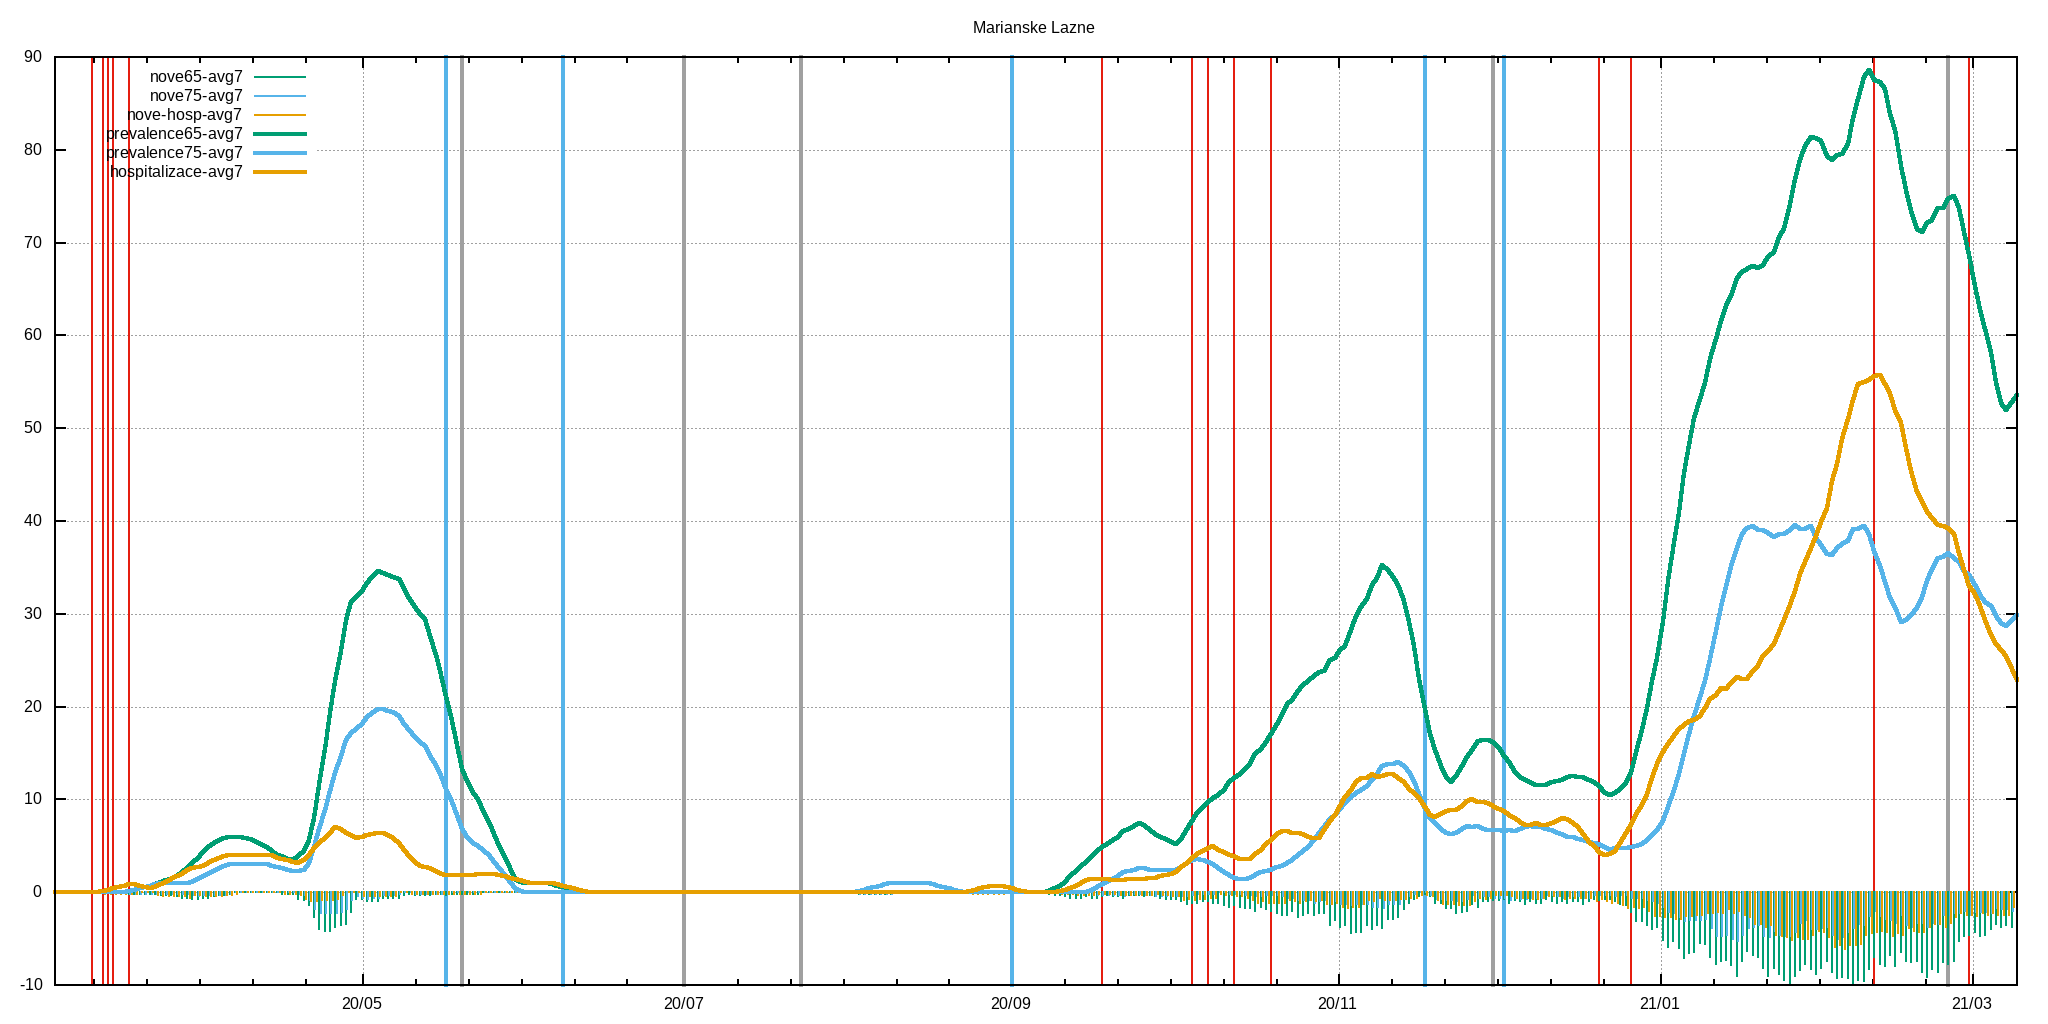 Marianske Lazne
90
80
70
60
50
40
30
20
10
0
-10
nove65-avg7
nove75-avg7
nove-hosp-avg7
prevalence65-avg7
prevalence75-avg7
hospitalizace-avg7
20/05
20/07
20/09
20/11
21/01
21/03